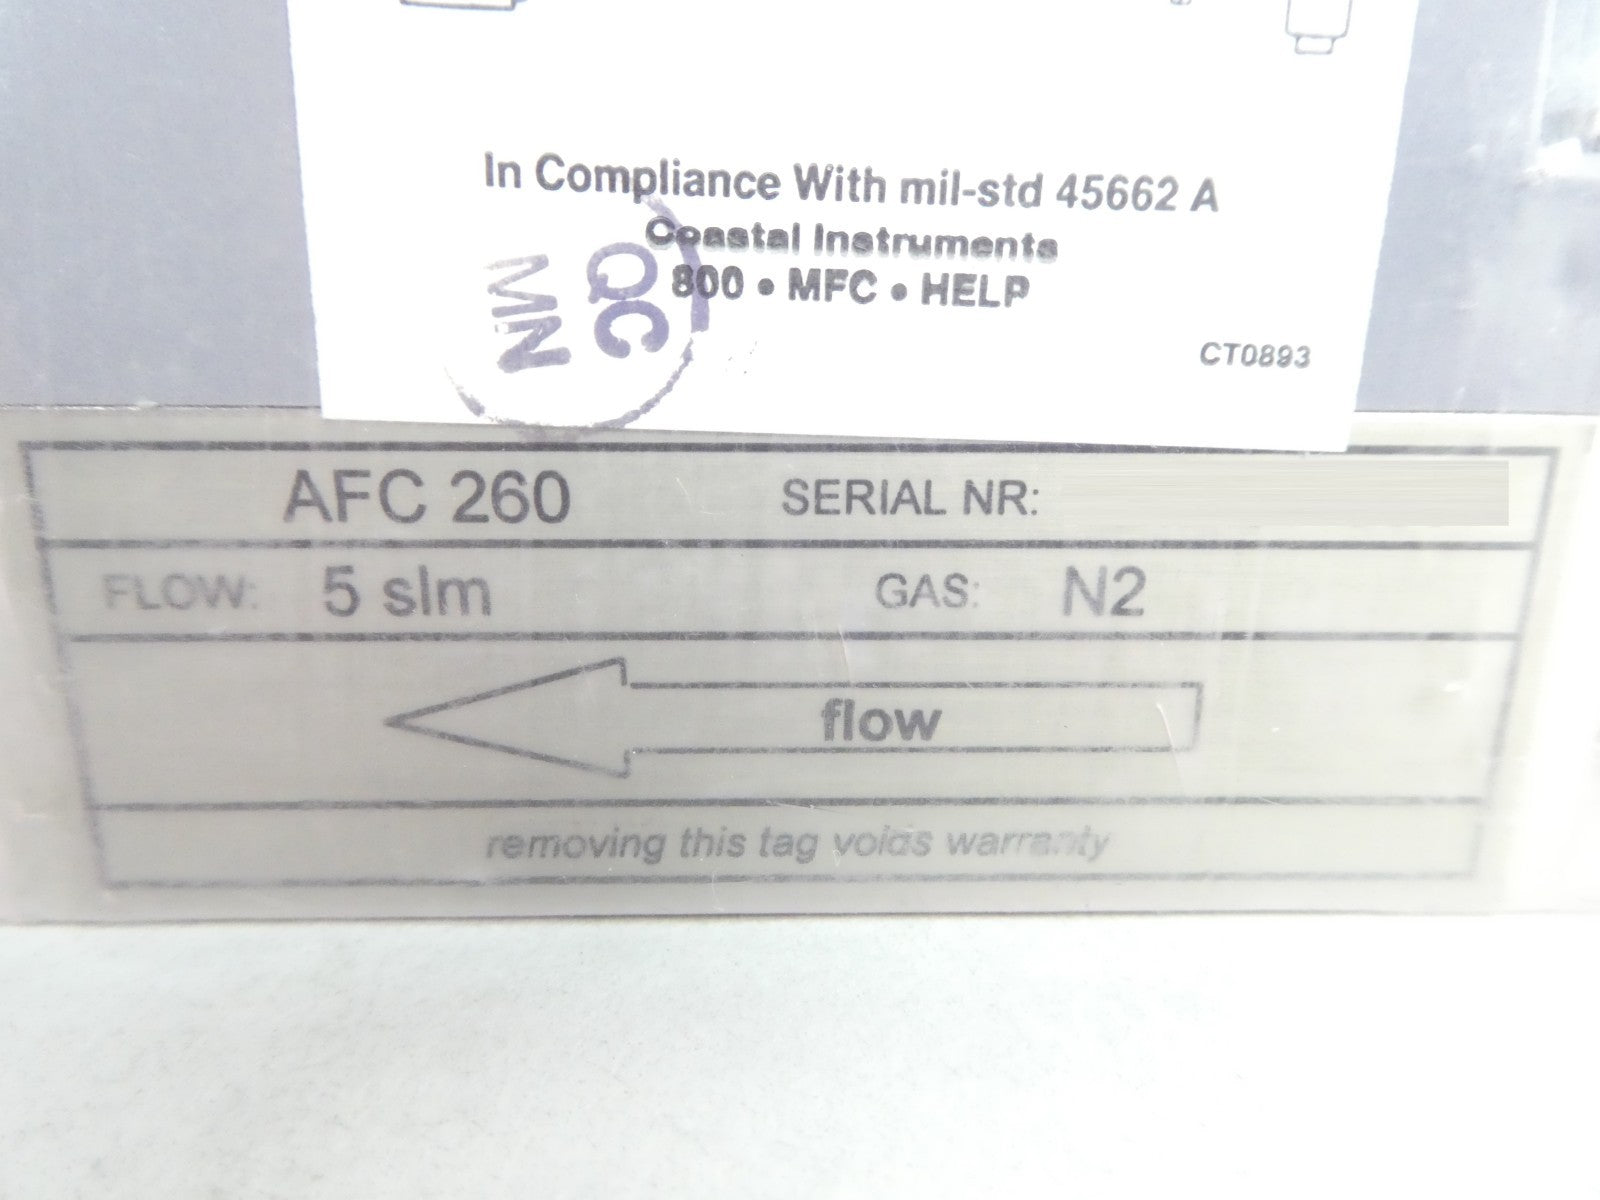 In Compliance With mil-std 45662 A
Coastal Instruments
800 • MFC • HELP
QC
MN
CT0893
AFC 260 SERIAL NR:
FLOW: 5 slm GAS: N2
flow
removing this tag voids warranty